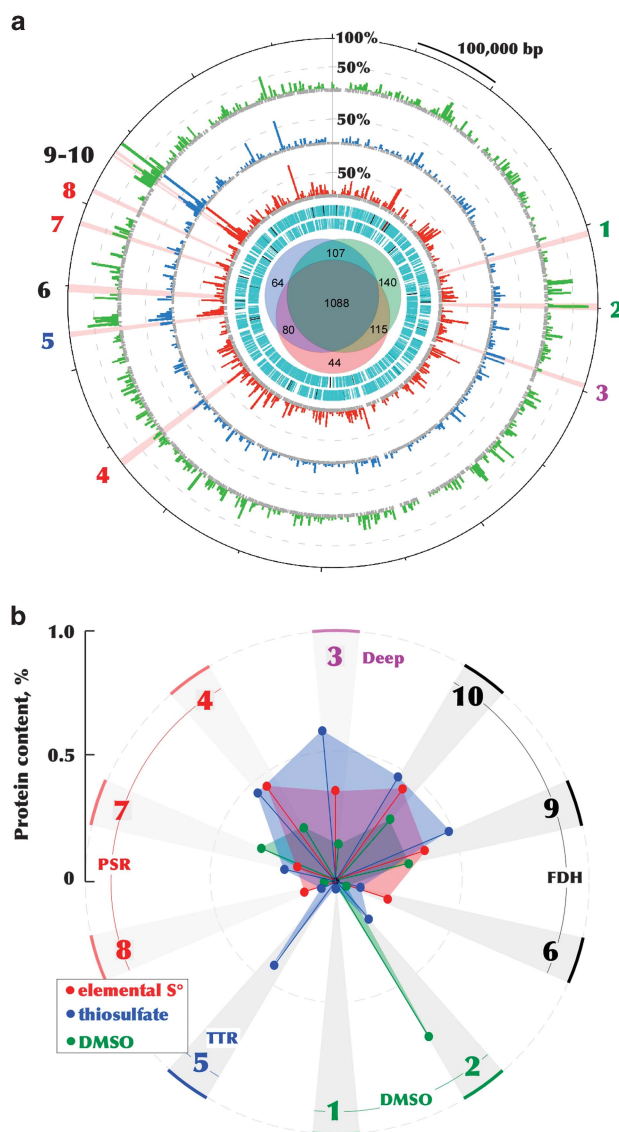 a
100%
100,000 bp
50%
50%
50%
9-10
8
7
6
5
4
1
2
3
107
64
140
1088
80
115
44
b
1.0
Protein content, %
0.5
0
3 Deep
4
10
7
9
PSR
FDH
8
6
elemental S°
thiosulfate
DMSO
TTR
5
2
DMSO
1